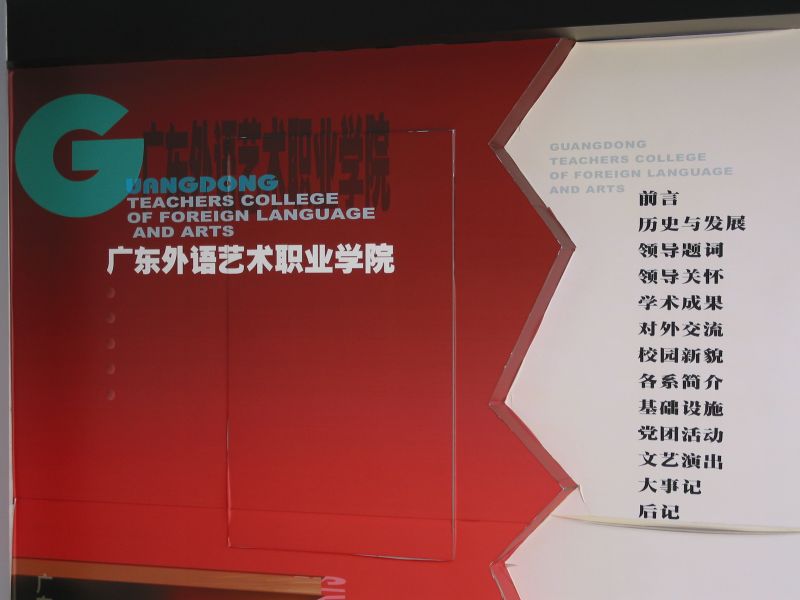 广东外语艺术职业学院
GUANGDONG
TEACHERS COLLEGE
OF FOREIGN LANGUAGE
AND ARTS
广东外语艺术职业学院
GUANGDONG
TEACHERS COLLEGE
OF FOREIGN LANGUAGE
AND ARTS
前言
历史与发展
领导题词
领导关怀
学术成果
对外交流
校园新貌
各系简介
基础设施
党团活动
文艺演出
大事记
后记